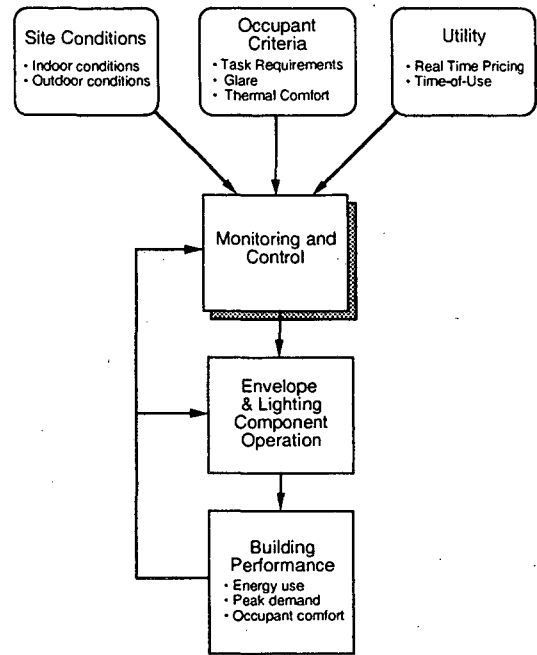 Site Conditions
• Indoor conditions
• Outdoor conditions
Occupant
Criteria
• Task Requirements
• Glare
• Thermal Comfort
Utility
• Real Time Pricing
• Time-of-Use
Monitoring and
Control
Envelope
& Lighting
Component
Operation
Building
Performance
• Energy use
• Peak demand
• Occupant comfort